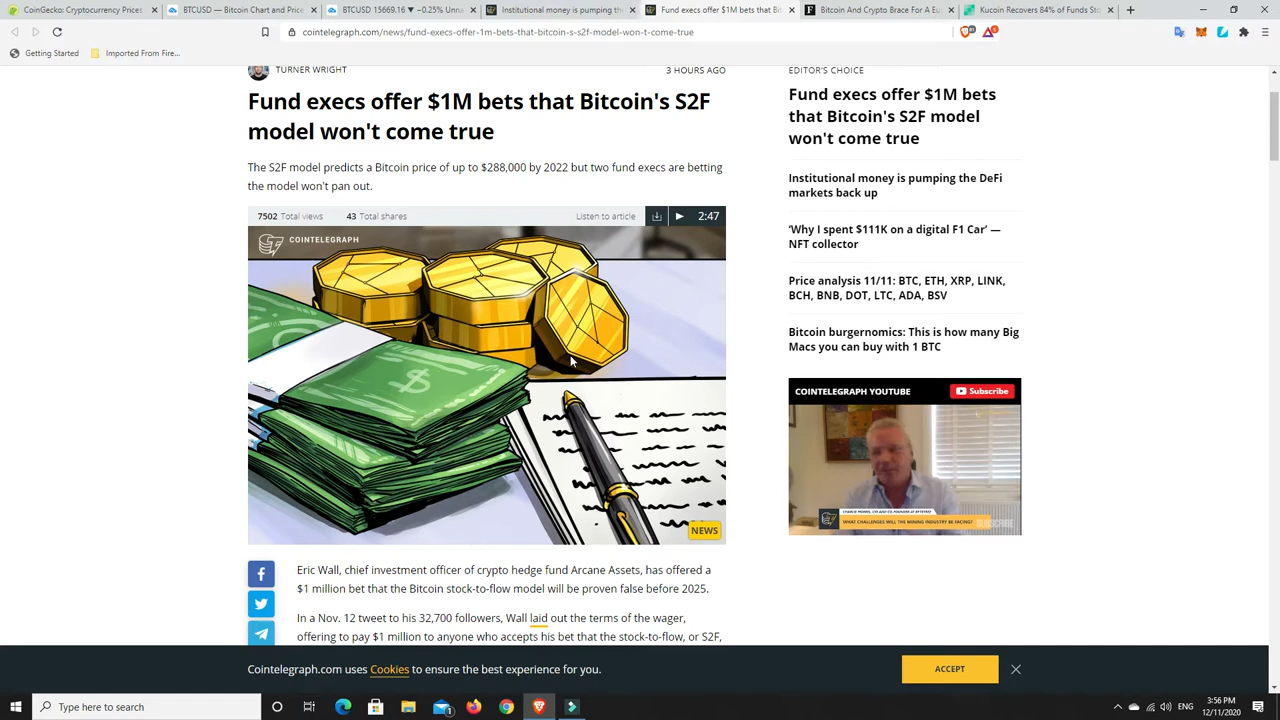 CoinGecko: Cryptocurrency Prices
BTCUSD — Bitcoin Chart and Price
BTCUSD 15669.16 ▼ −0.25% Unna
Institutional money is pumping the
Fund execs offer $1M bets that Bit
Bitcoin And Crypto Price For A Eu
Kucoin Recovers 84% of Funds Sto
cointelegraph.com/news/fund-execs-offer-1m-bets-that-bitcoin-s-s2f-model-won-t-come-true
Getting Started
Imported From Fire...
TURNER WRIGHT
3 HOURS AGO
Fund execs offer $1M bets that Bitcoin's S2F
model won't come true
The S2F model predicts a Bitcoin price of up to $288,000 by 2022 but two fund execs are betting
the model won't pan out.
7502 Total views
43 Total shares
Listen to article
2:47
COINTELEGRAPH
NEWS
Eric Wall, chief investment officer of crypto hedge fund Arcane Assets, has offered a
$1 million bet that the Bitcoin stock-to-flow model will be proven false before 2025.
In a Nov. 12 tweet to his 32,700 followers, Wall laid out the terms of the wager,
offering to pay $1 million to anyone who accepts his bet that the stock-to-flow, or S2F,
EDITOR'S CHOICE
Fund execs offer $1M bets
that Bitcoin's S2F model
won't come true
Institutional money is pumping the DeFi
markets back up
‘Why I spent $111K on a digital F1 Car’ —
NFT collector
Price analysis 11/11: BTC, ETH, XRP, LINK,
BCH, BNB, DOT, LTC, ADA, BSV
Bitcoin burgernomics: This is how many Big
Macs you can buy with 1 BTC
COINTELEGRAPH YOUTUBE
Subscribe
WHAT CHALLENGES WILL THE MINING INDUSTRY BE FACING?
SUBSCRIBE
Cointelegraph.com uses Cookies to ensure the best experience for you.
ACCEPT
Type here to search
ENG
3:56 PM
12/11/2020